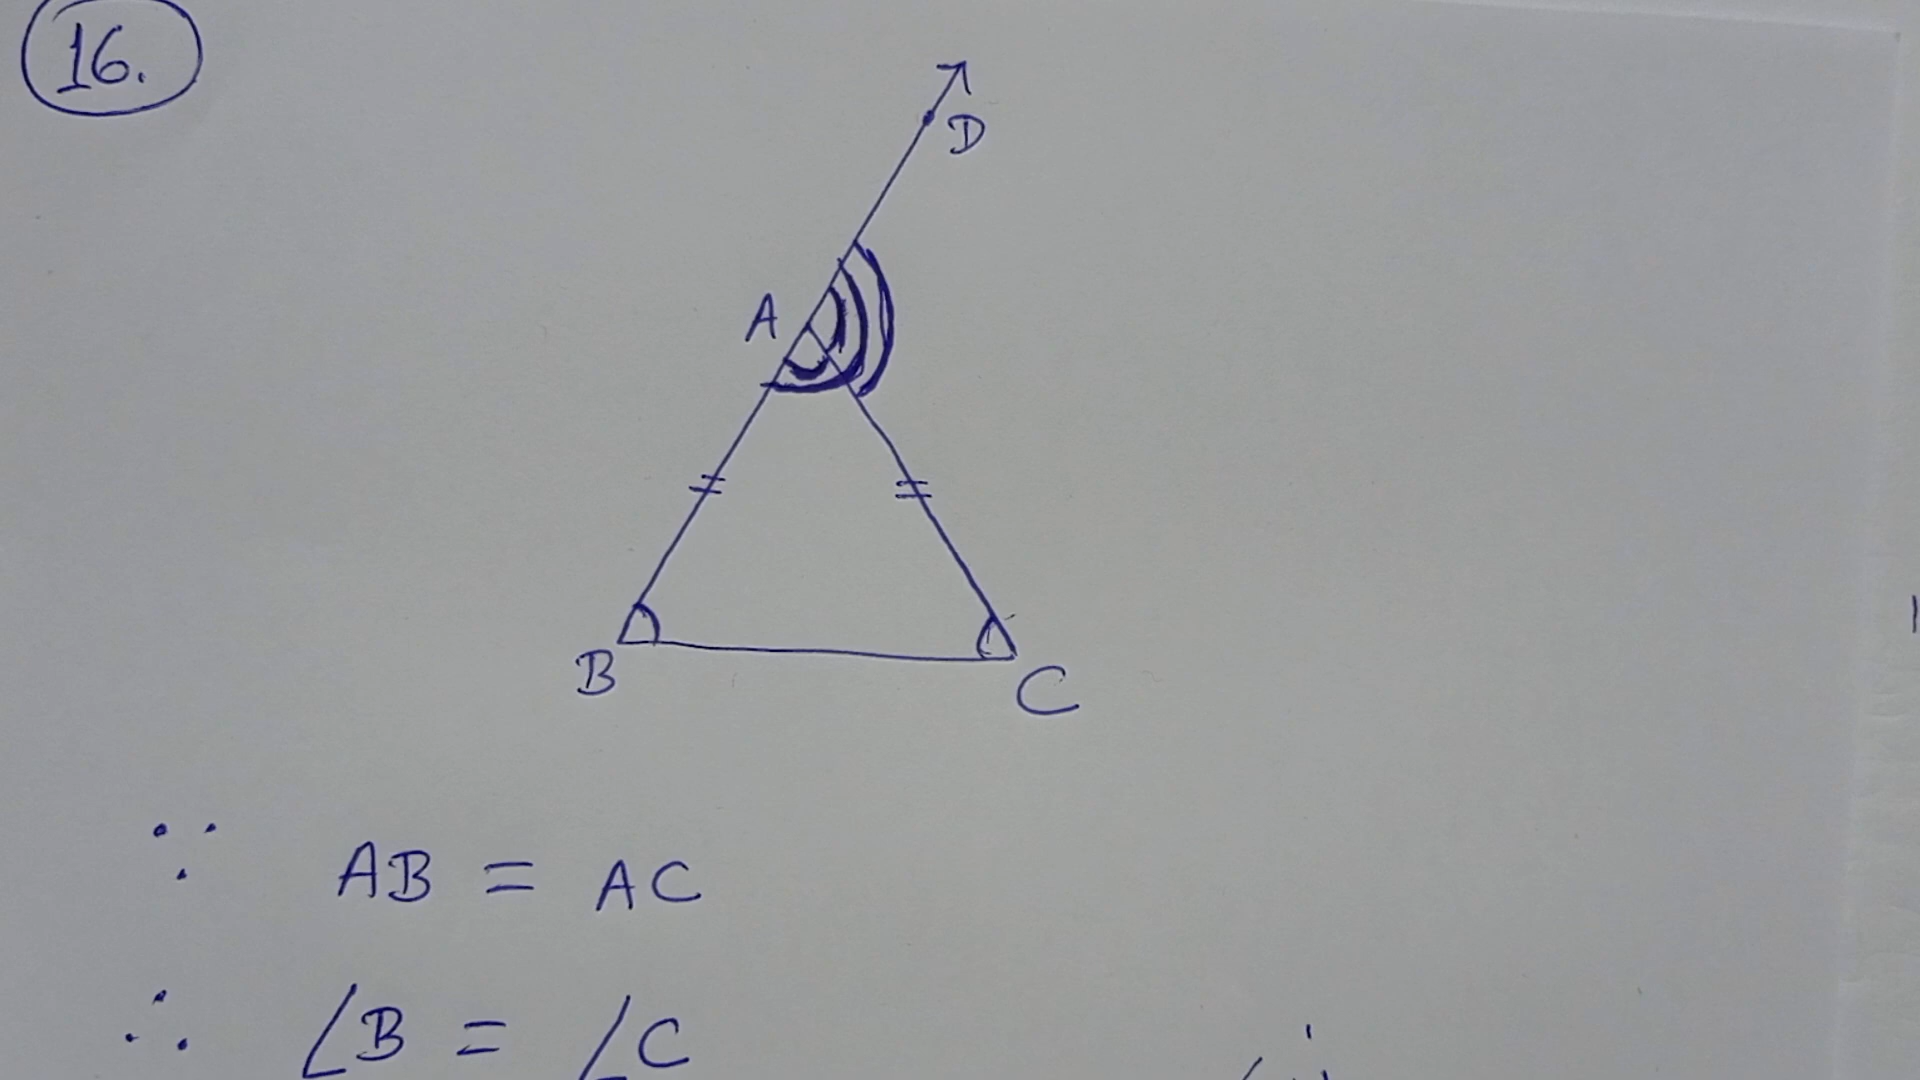 16.
D
A
B
C
∵ AB = AC
∴ ∠B = ∠C